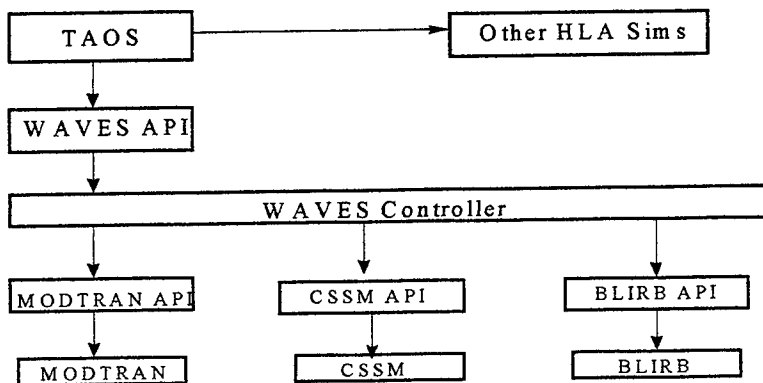 TAOS
Other HLA Sims
WAVES API
WAVES Controller
MODTRAN API
CSSM API
BLIRB API
MODTRAN
CSSM
BLIRB